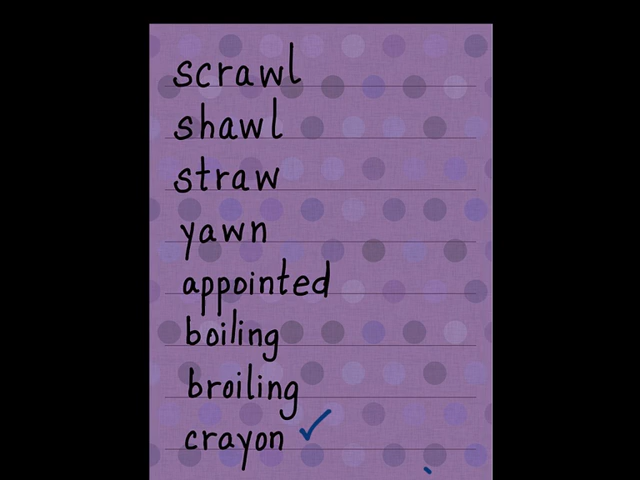 scrawl
shawl
straw
yawn
appointed
boiling
broiling
crayon ✓